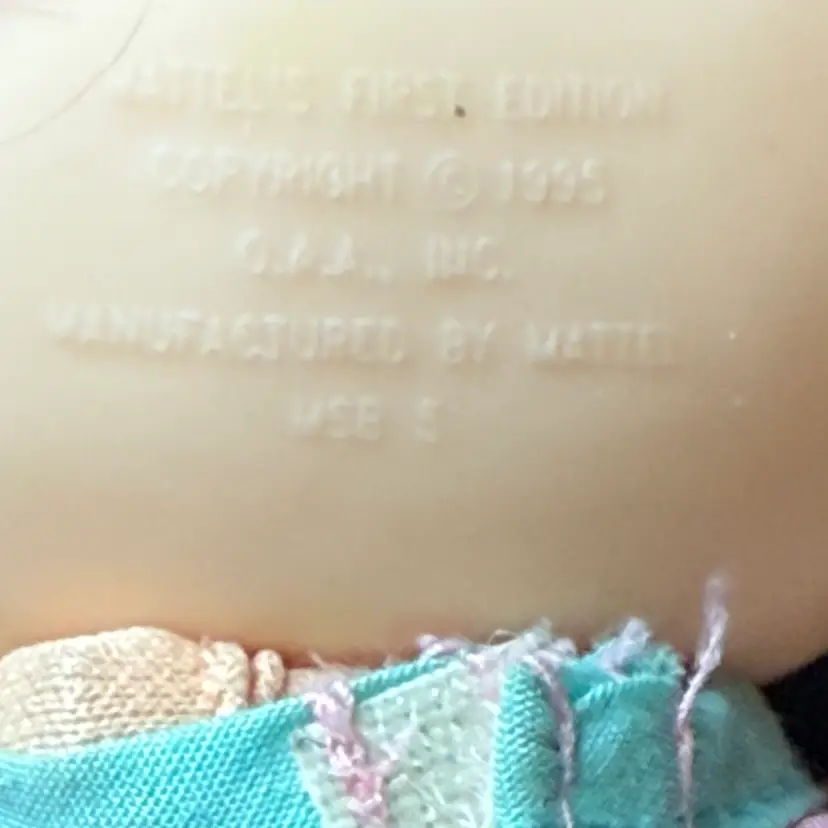 MATTEL'S FIRST EDITION
COPYRIGHT © 1995
O.A.A., INC.
MANUFACTURED BY MATTEL
MSB S